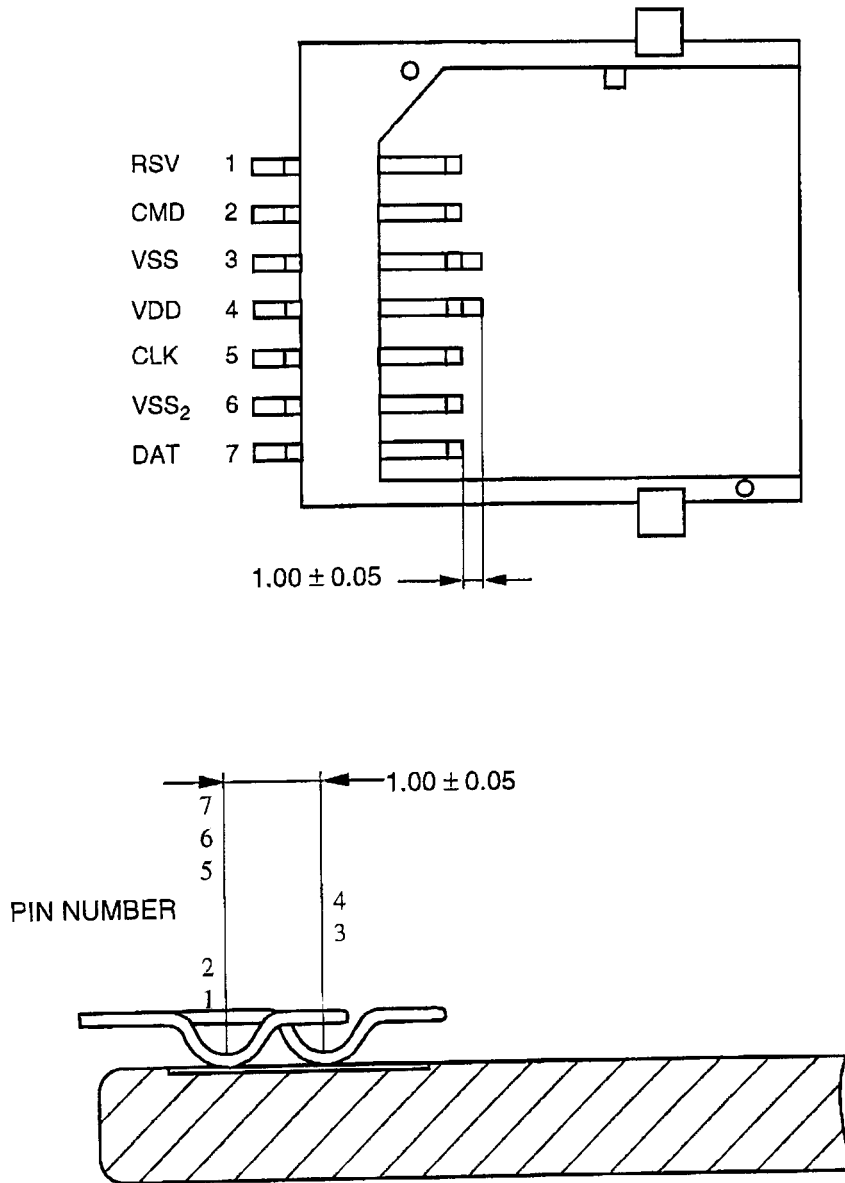 RSV 1
CMD 2
VSS 3
VDD 4
CLK 5
VSS₂ 6
DAT 7
1.00 ± 0.05
1.00 ± 0.05
7
6
5
4
PIN NUMBER
3
2
1